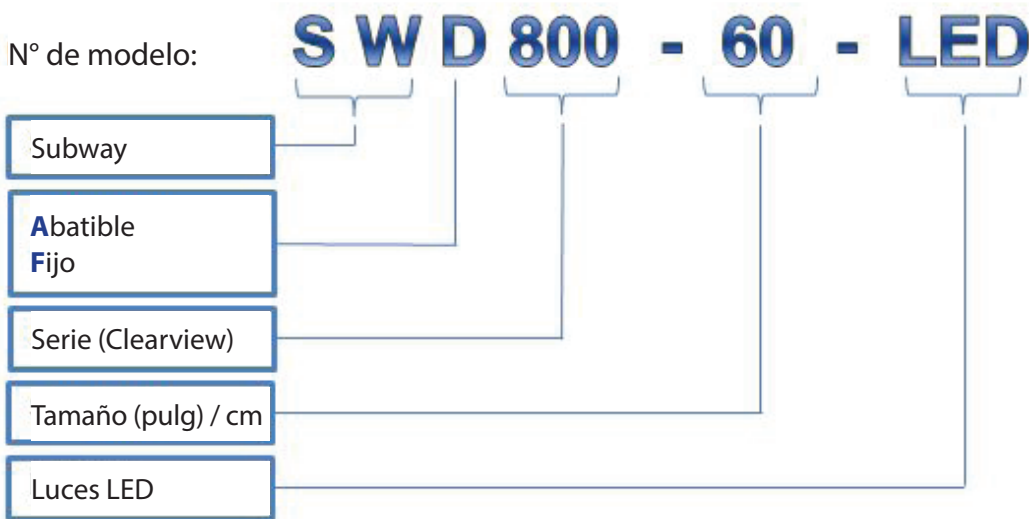 N° de modelo: S W D 800 - 60 - LED
Subway
Abatible
Fijo
Serie (Clearview)
Tamaño (pulg) / cm
Luces LED